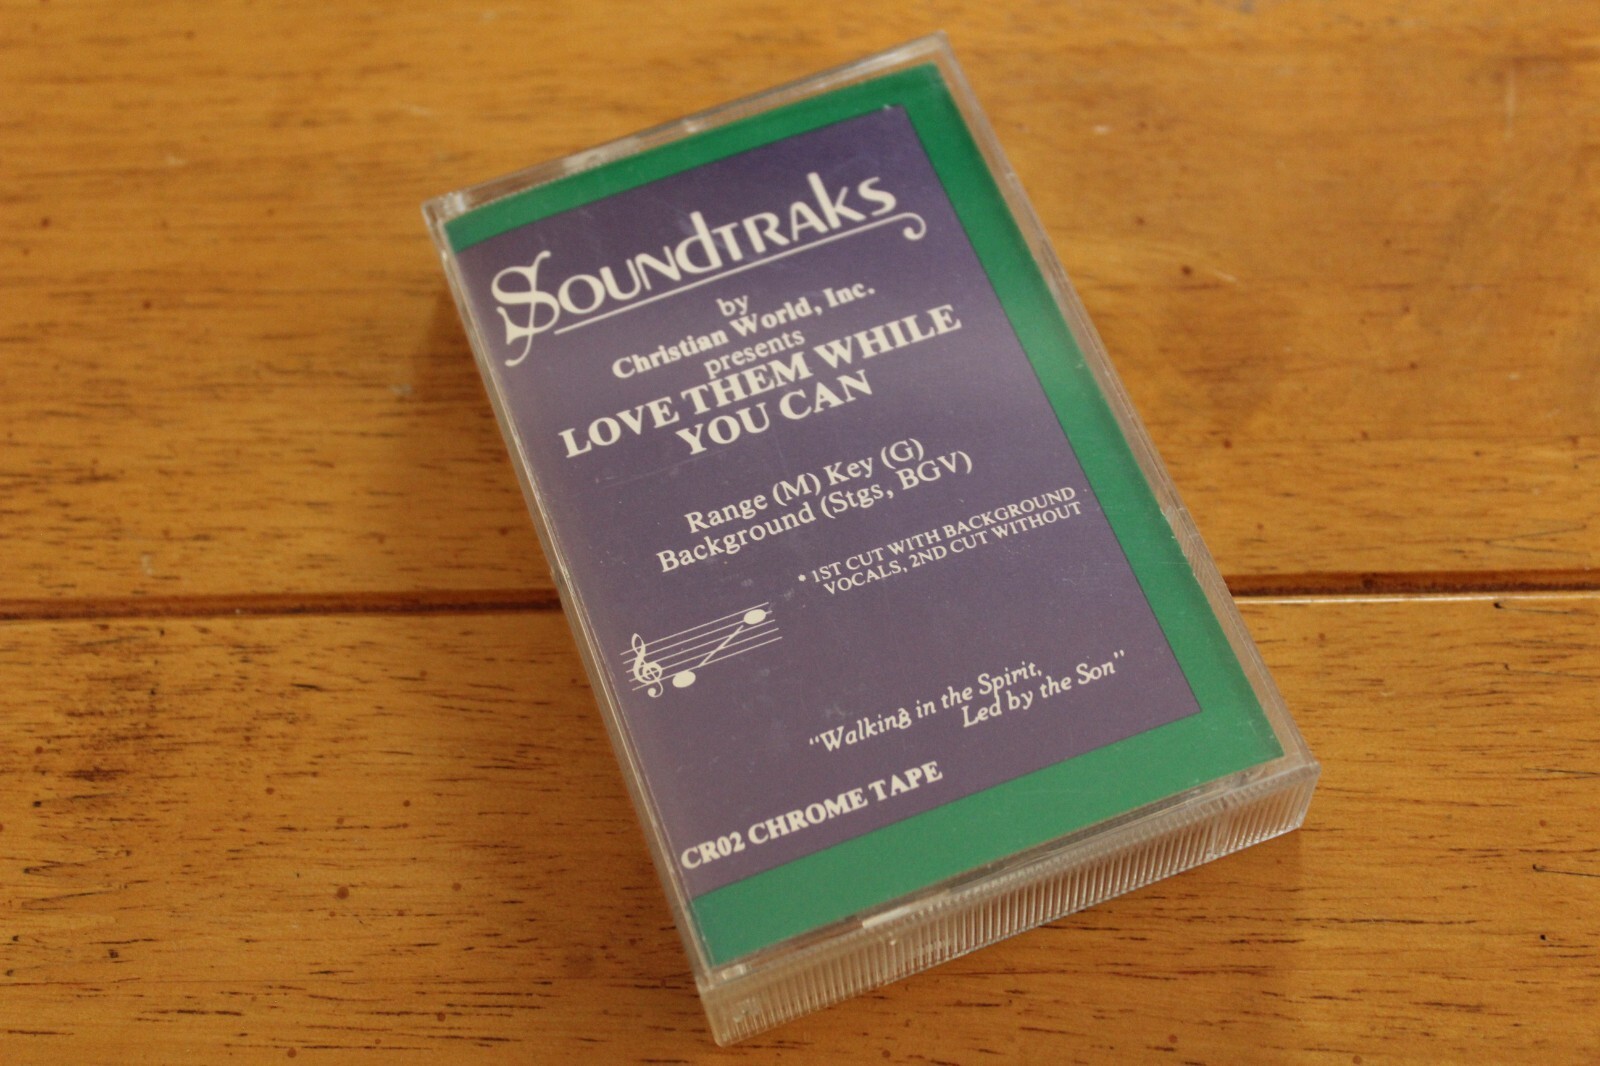 SOUNDTRAKS
by
Christian World, Inc.
presents
LOVE THEM WHILE
YOU CAN
Range (M) Key (G)
Background (Stgs, BGV)
• 1ST CUT WITH BACKGROUND
VOCALS, 2ND CUT WITHOUT
"Walking in the Spirit,
Led by the Son"
CR02 CHROME TAPE